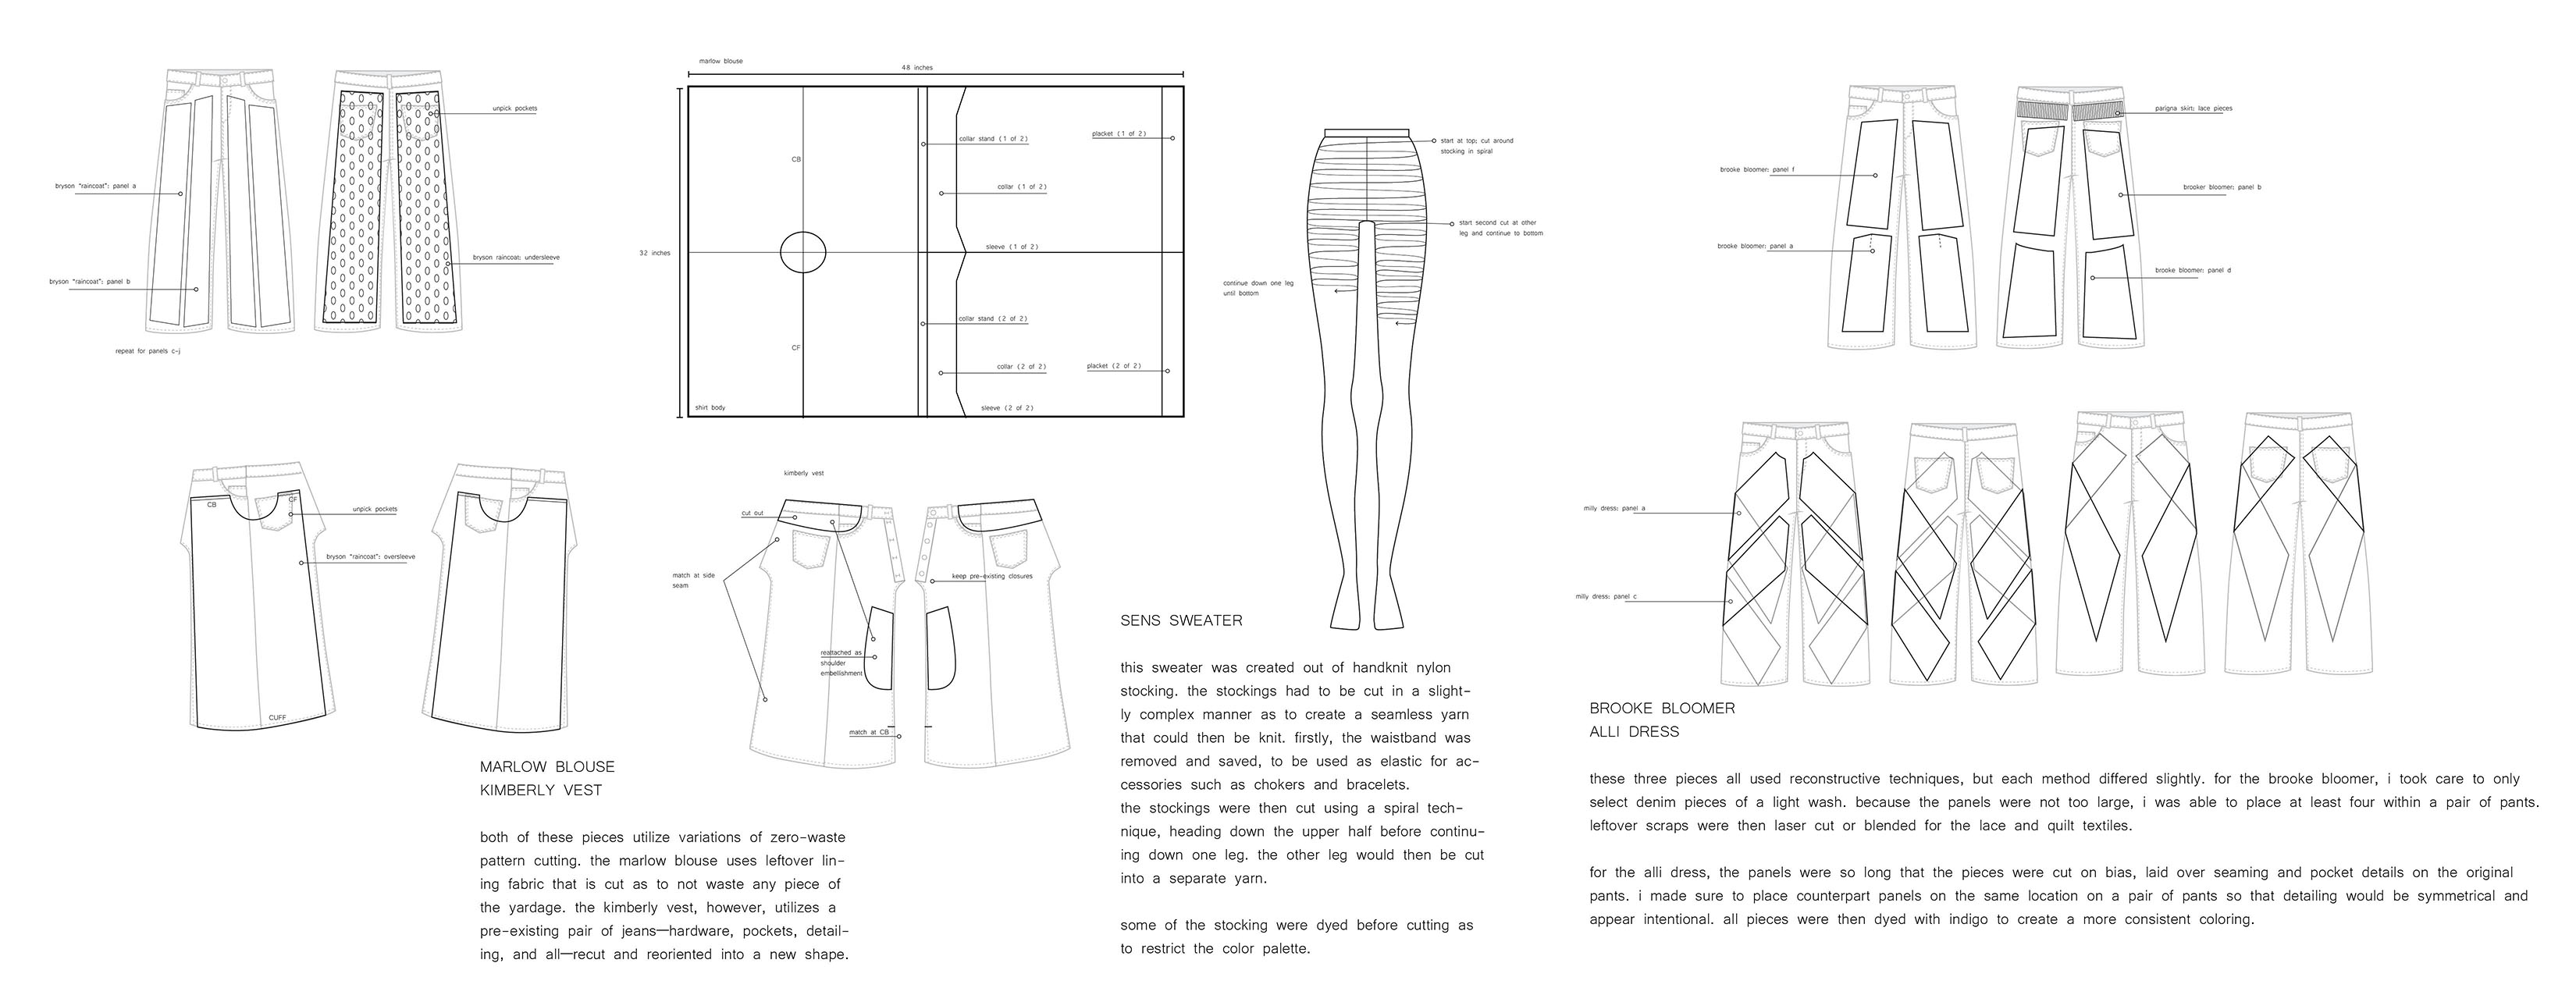 unpick pockets
bryson "raincoat": panel a
bryson raincoat: undersleeve
bryson "raincoat": panel b
repeat for panels c-j
CB
CF
unpick pockets
bryson "raincoat": oversleeve
CUFF
marlow blouse
48 inches
32 inches
CB
CF
shirt body
collar stand (1 of 2)
placket (1 of 2)
collar (1 of 2)
sleeve (1 of 2)
collar stand (2 of 2)
collar (2 of 2)
placket (2 of 2)
sleeve (2 of 2)
kimberly vest
cut out
match at side
seam
keep pre-existing closures
reattached as
shoulder
embellishment
match at CB
MARLOW BLOUSE
KIMBERLY VEST
both of these pieces utilize variations of zero-waste
pattern cutting. the marlow blouse uses leftover lin-
ing fabric that is cut as to not waste any piece of
the yardage. the kimberly vest, however, utilizes a
pre-existing pair of jeans—hardware, pockets, detail-
ing, and all—recut and reoriented into a new shape.
start at top; cut around
stocking in spiral
start second cut at other
leg and continue to bottom
continue down one leg
until bottom
SENS SWEATER
this sweater was created out of handknit nylon
stocking. the stockings had to be cut in a slight-
ly complex manner as to create a seamless yarn
that could then be knit. firstly, the waistband was
removed and saved, to be used as elastic for ac-
cessories such as chokers and bracelets.
the stockings were then cut using a spiral tech-
nique, heading down the upper half before continu-
ing down one leg. the other leg would then be cut
into a separate yarn.
some of the stocking were dyed before cutting as
to restrict the color palette.
parigna skirt: lace pieces
brooke bloomer: panel f
brooker bloomer: panel b
brooke bloomer: panel a
brooke bloomer: panel d
milly dress: panel a
milly dress: panel c
BROOKE BLOOMER
ALLI DRESS
these three pieces all used reconstructive techniques, but each method differed slightly. for the brooke bloomer, i took care to only
select denim pieces of a light wash. because the panels were not too large, i was able to place at least four within a pair of pants.
leftover scraps were then laser cut or blended for the lace and quilt textiles.
for the alli dress, the panels were so long that the pieces were cut on bias, laid over seaming and pocket details on the original
pants. i made sure to place counterpart panels on the same location on a pair of pants so that detailing would be symmetrical and
appear intentional. all pieces were then dyed with indigo to create a more consistent coloring.